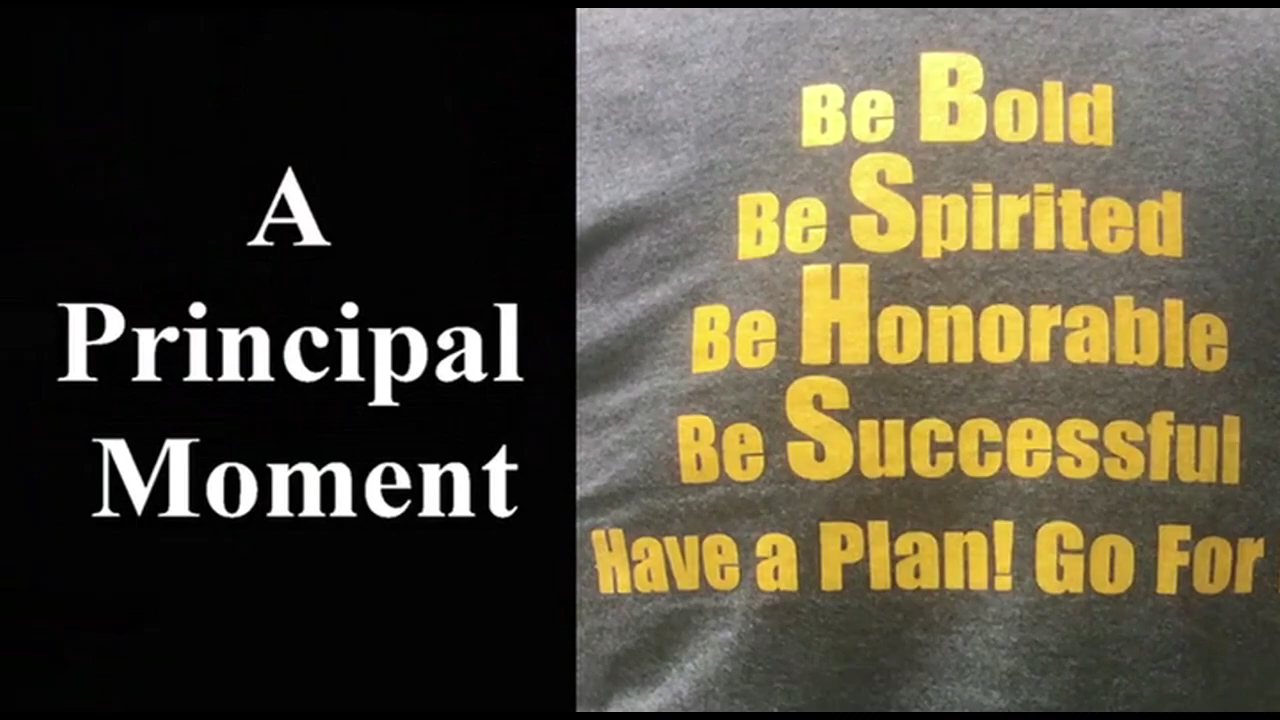 A
Principal
Moment
Be Bold
Be Spirited
Be Honorable
Be Successful
Have a Plan! Go For